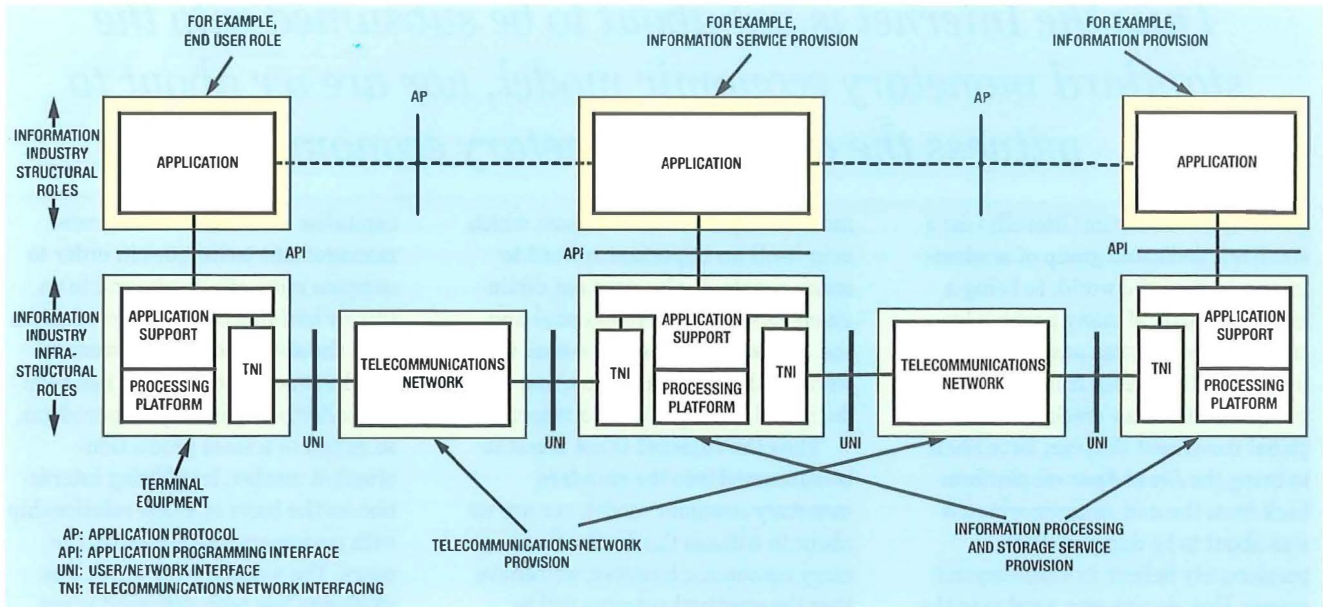 FOR EXAMPLE,
END USER ROLE
FOR EXAMPLE,
INFORMATION SERVICE PROVISION
FOR EXAMPLE,
INFORMATION PROVISION
AP
AP
INFORMATION
INDUSTRY
STRUCTURAL
ROLES
APPLICATION
APPLICATION
APPLICATION
API
API
API
INFORMATION
INDUSTRY
INFRA-
STRUCTURAL
ROLES
APPLICATION
SUPPORT
PROCESSING
PLATFORM
TNI
TELECOMMUNICATIONS
NETWORK
TNI
APPLICATION
SUPPORT
PROCESSING
PLATFORM
TNI
TELECOMMUNICATIONS
NETWORK
TNI
APPLICATION
SUPPORT
PROCESSING
PLATFORM
UNI
UNI
UNI
UNI
TERMINAL
EQUIPMENT
TELECOMMUNICATIONS NETWORK
PROVISION
INFORMATION PROCESSING
AND STORAGE SERVICE
PROVISION
AP: APPLICATION PROTOCOL
API: APPLICATION PROGRAMMING INTERFACE
UNI: USER/NETWORK INTERFACE
TNI: TELECOMMUNICATIONS NETWORK INTERFACING